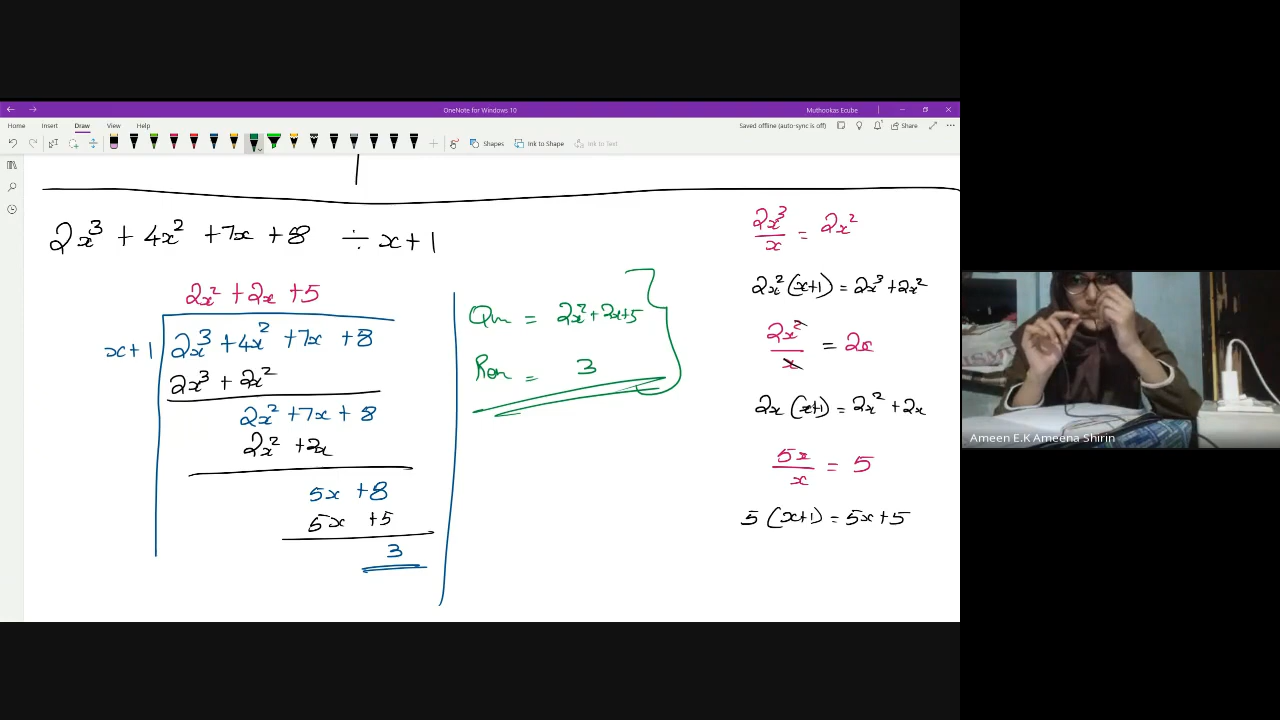 OneNote for Windows 10
Muthookas Ecube
Home Insert Draw View Help
Saved offline (auto-sync is off)
Share
Shapes
Ink to Shape
Ink to Text
2x³ + 4x² + 7x + 8 ÷ x + 1
2x² + 2x + 5
x+1
2x³ + 4x² + 7x + 8
2x³ + 2x²
2x² + 7x + 8
2x² + 2x
5x + 8
5x + 5
3
Qn = 2x² + 2x + 5
Rem = 3
2x³/x = 2x²
2x² (x+1) = 2x³ + 2x²
2x²/x = 2x
2x (x+1) = 2x² + 2x
5x/x = 5
5 (x+1) = 5x + 5
Ameen E.K Ameena Shirin